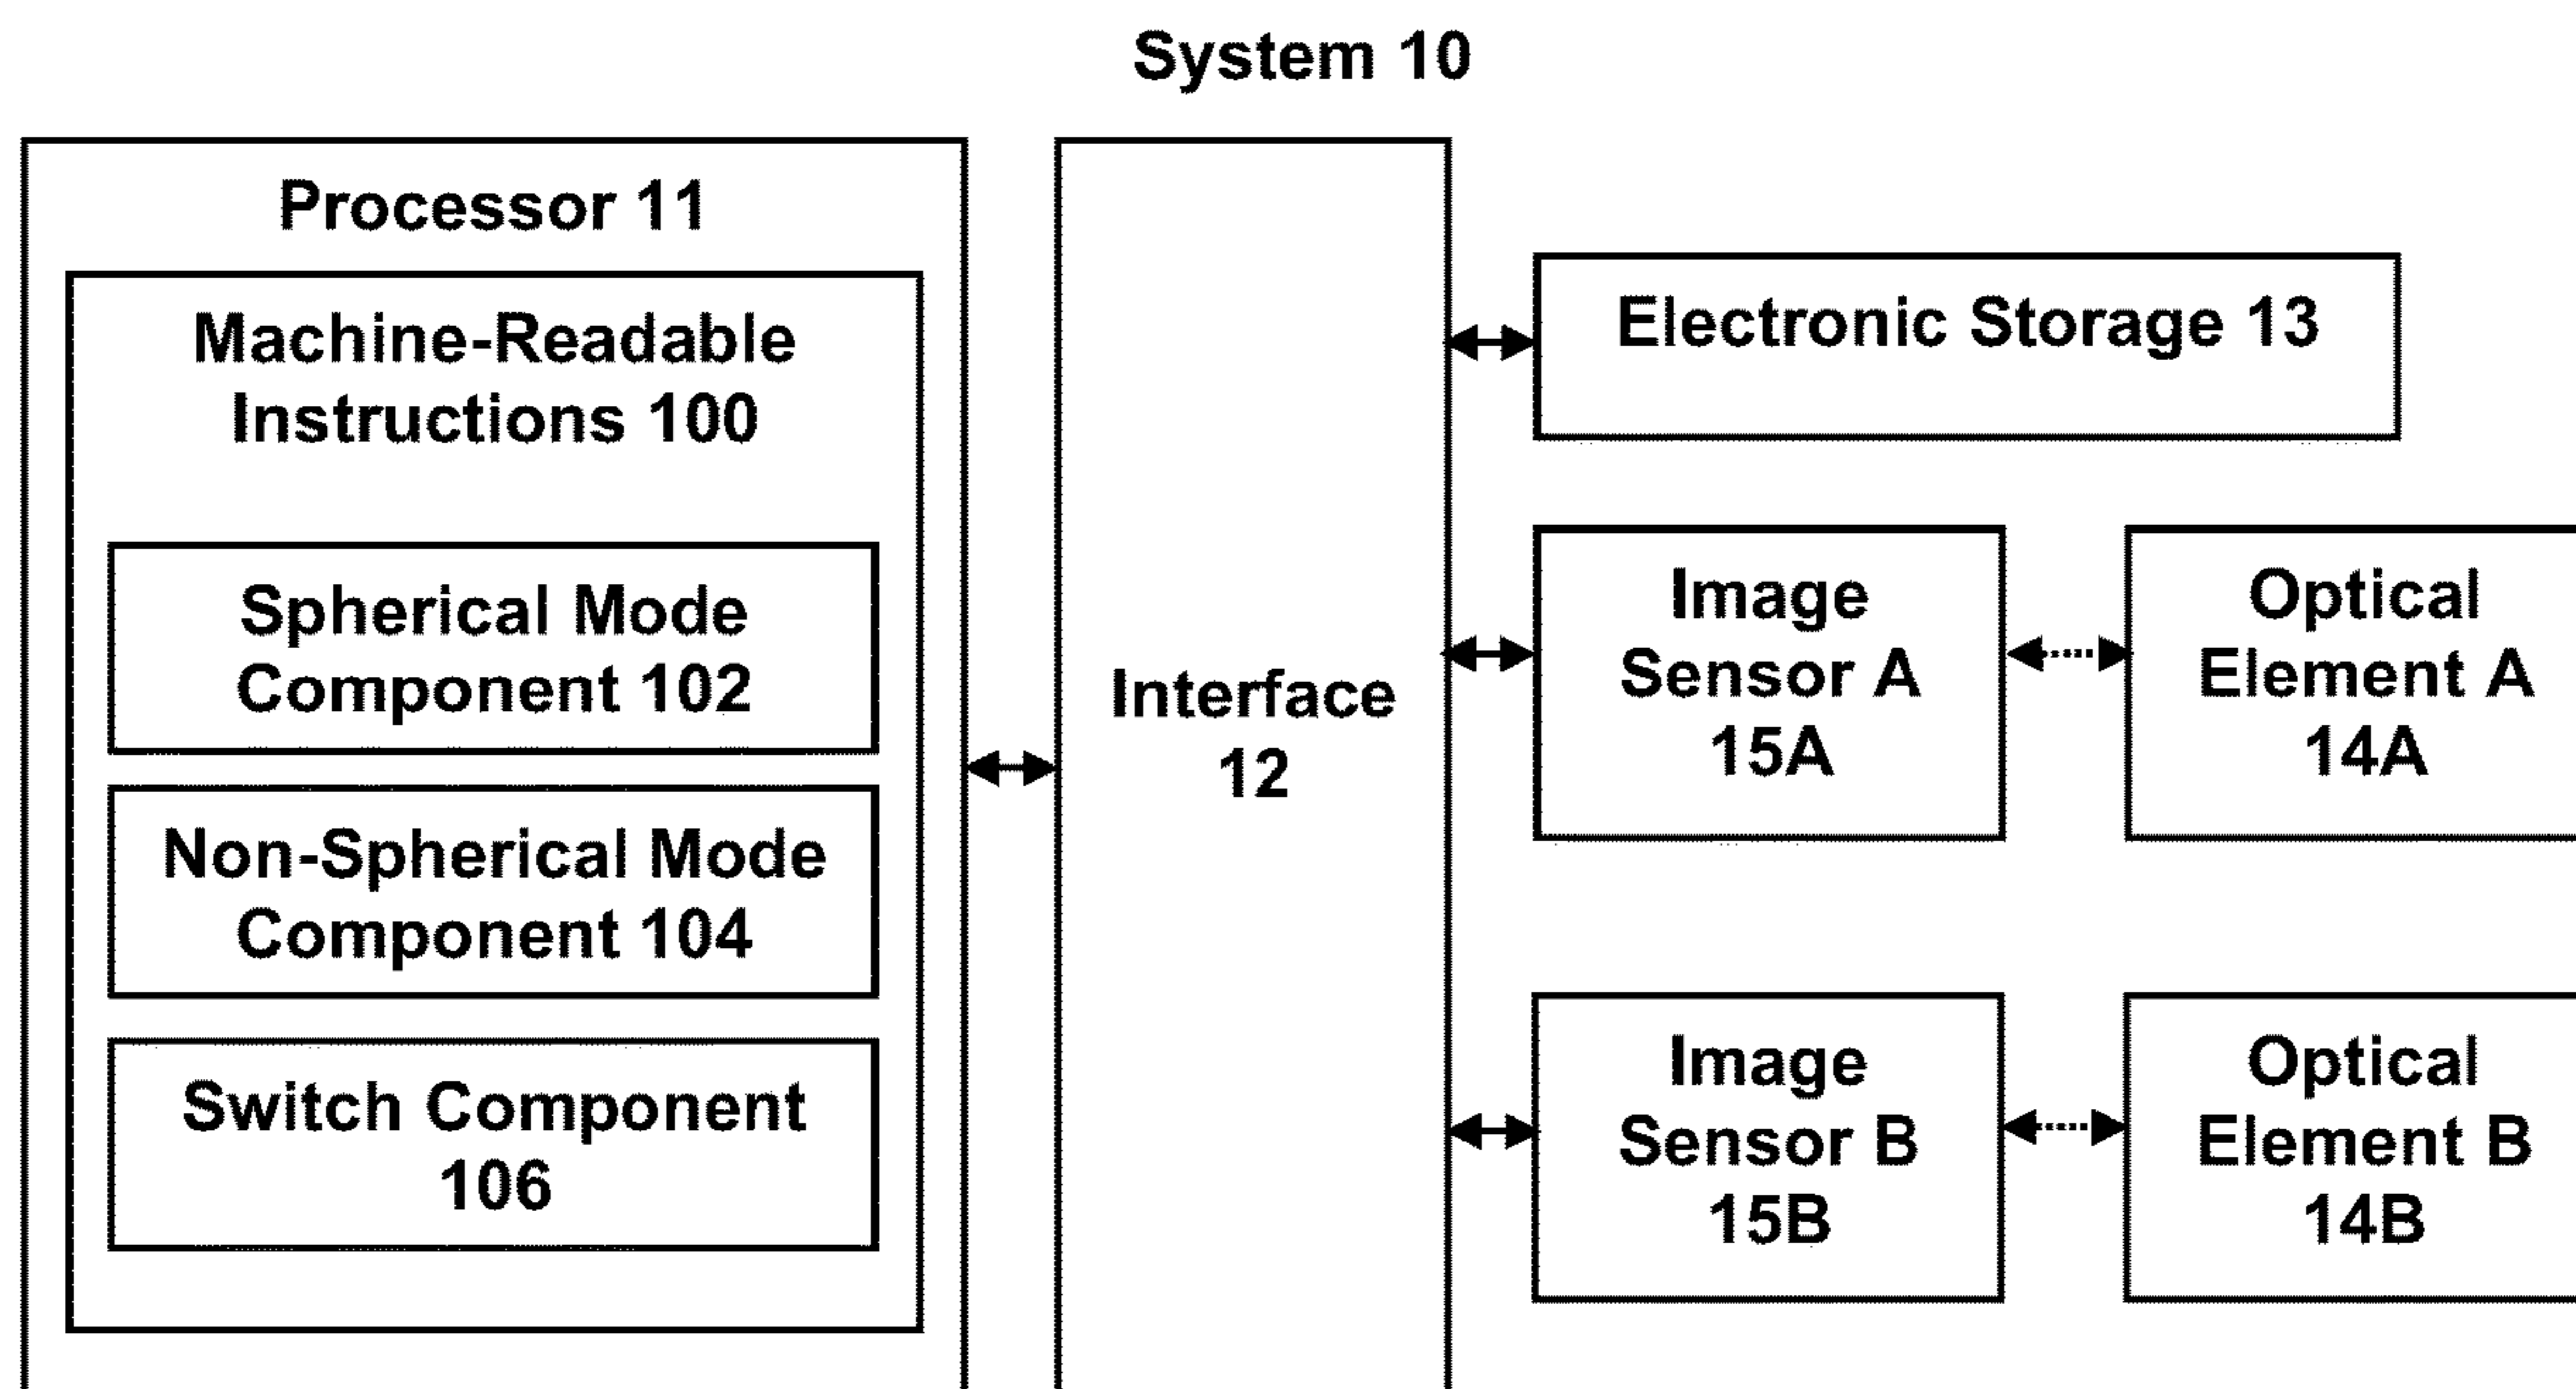 System 10
Processor 11
Machine-Readable
Instructions 100
Spherical Mode
Component 102
Non-Spherical Mode
Component 104
Switch Component
106
Interface
12
Electronic Storage 13
Image
Sensor A
15A
Optical
Element A
14A
Image
Sensor B
15B
Optical
Element B
14B